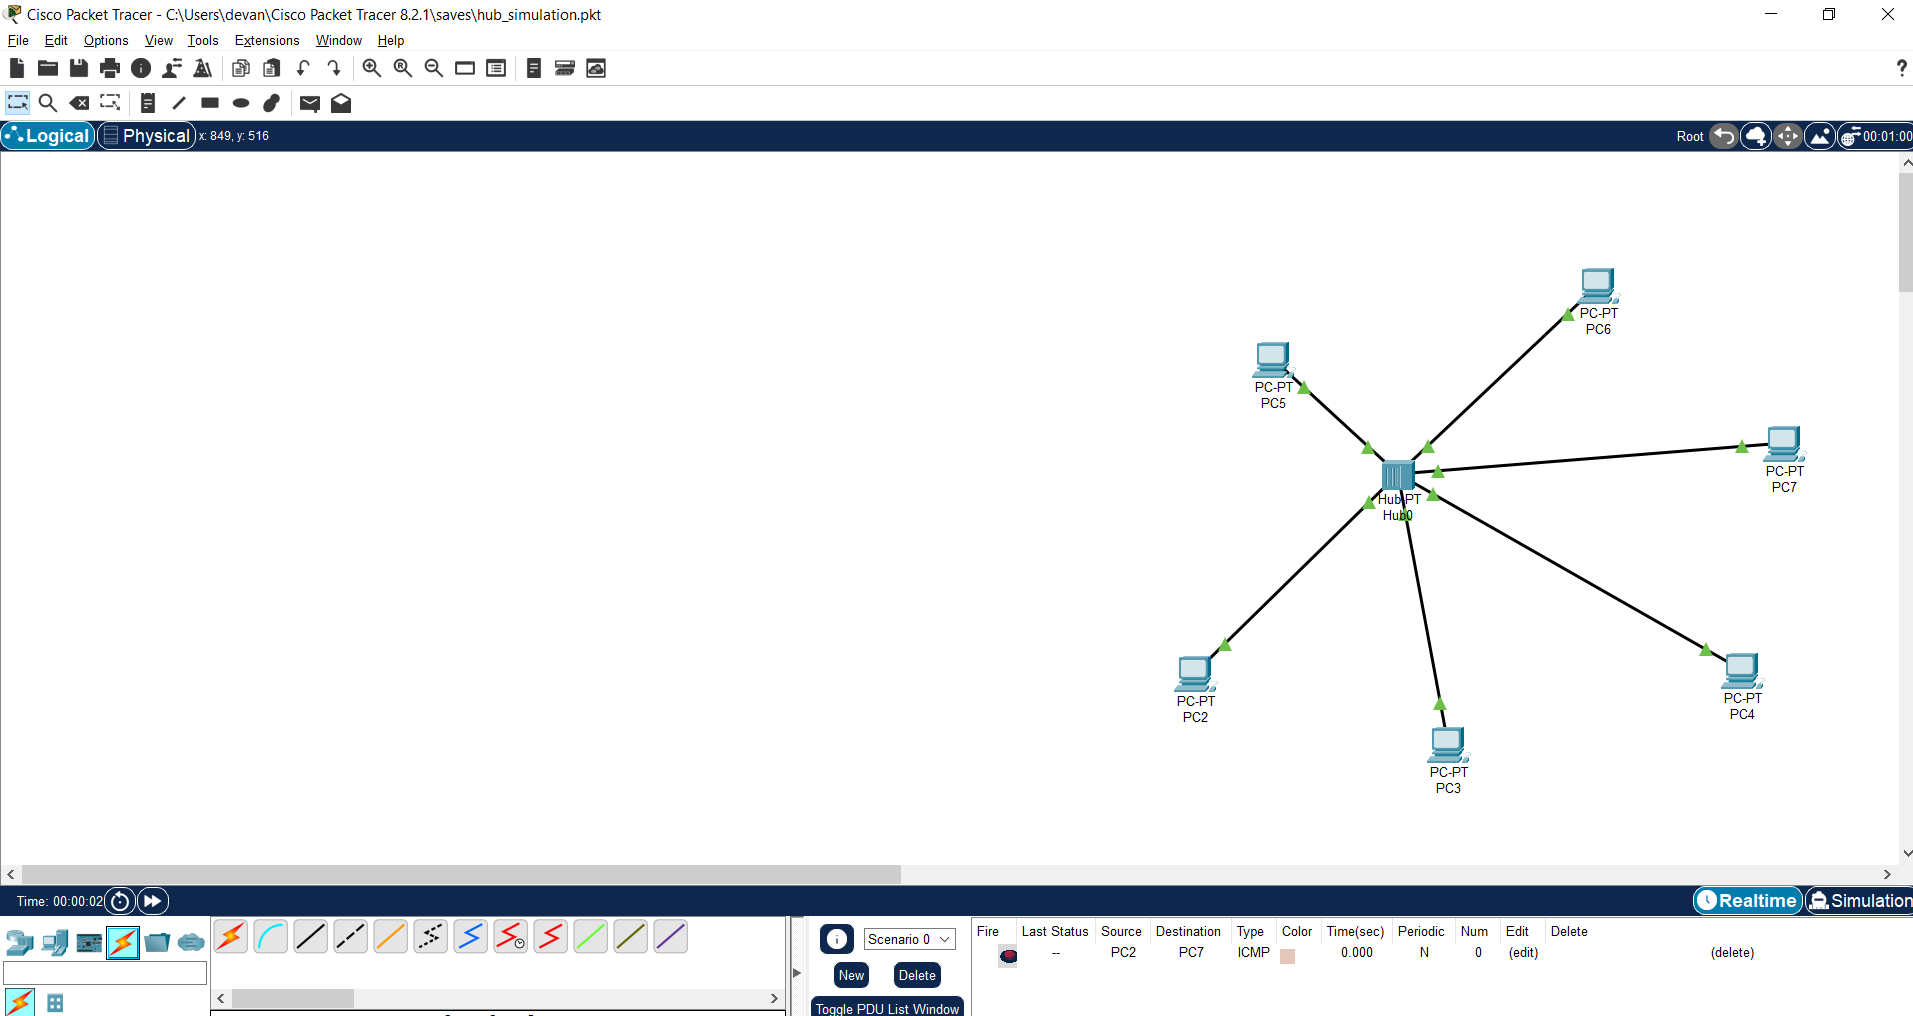 Cisco Packet Tracer - C:\Users\devan\Cisco Packet Tracer 8.2.1\saves\hub_simulation.pkt
File Edit Options View Tools Extensions Window Help
?
Logical Physical x: 849, y: 516 Root 00:01:00
PC-PT
PC6
PC-PT
PC5
PC-PT
PC7
Hub-PT
Hub0
PC-PT
PC2
PC-PT
PC4
PC-PT
PC3
Time: 00:00:02 Realtime Simulation
Scenario 0
New Delete
Toggle PDU List Window
Fire Last Status Source Destination Type Color Time(sec) Periodic Num Edit Delete
-- PC2 PC7 ICMP 0.000 N 0 (edit) (delete)